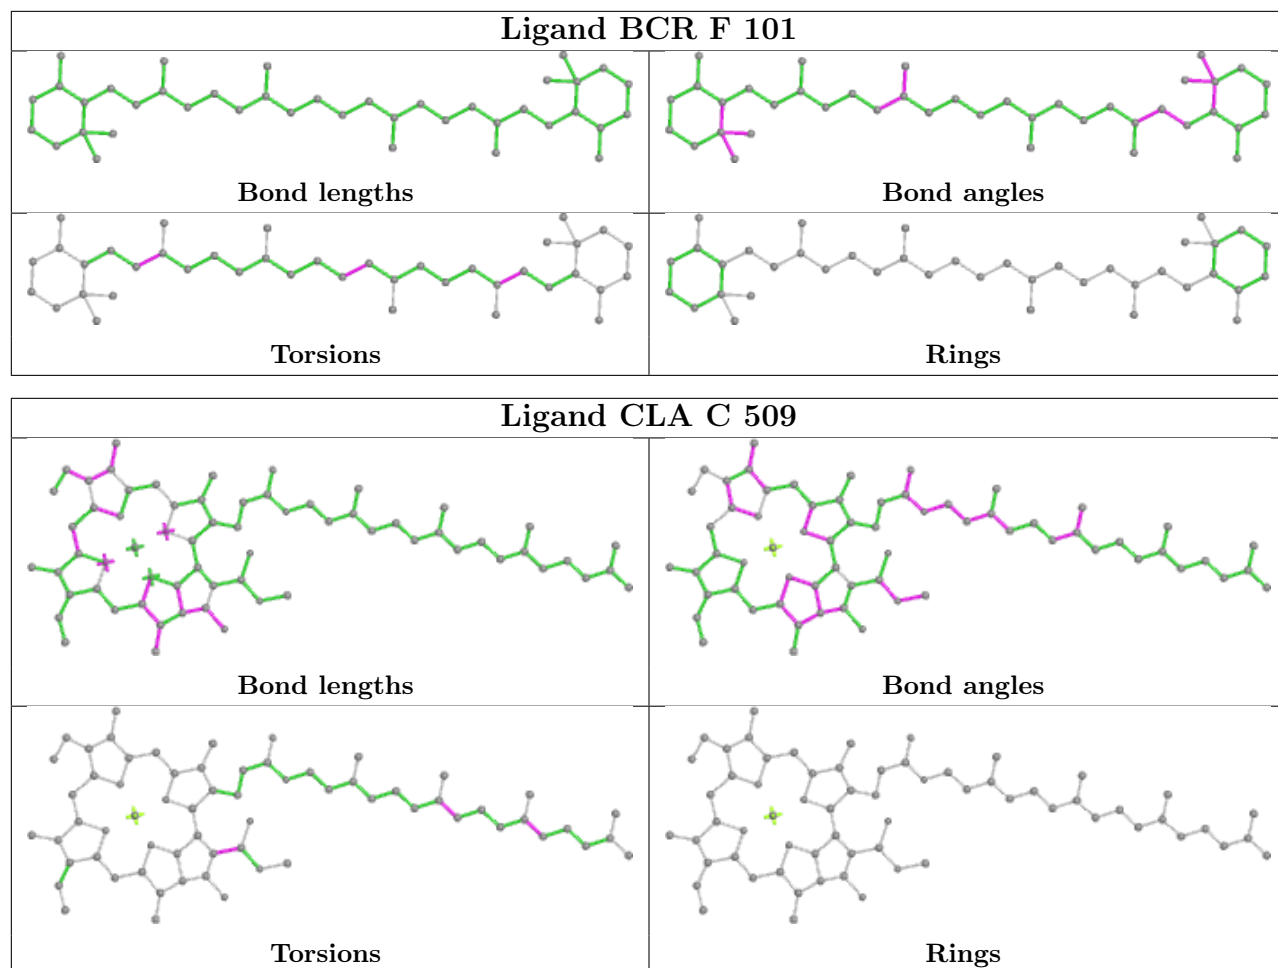 Ligand BCR F 101
Bond lengths
Bond angles
Torsions
Rings
Ligand CLA C 509
Bond lengths
Bond angles
Torsions
Rings